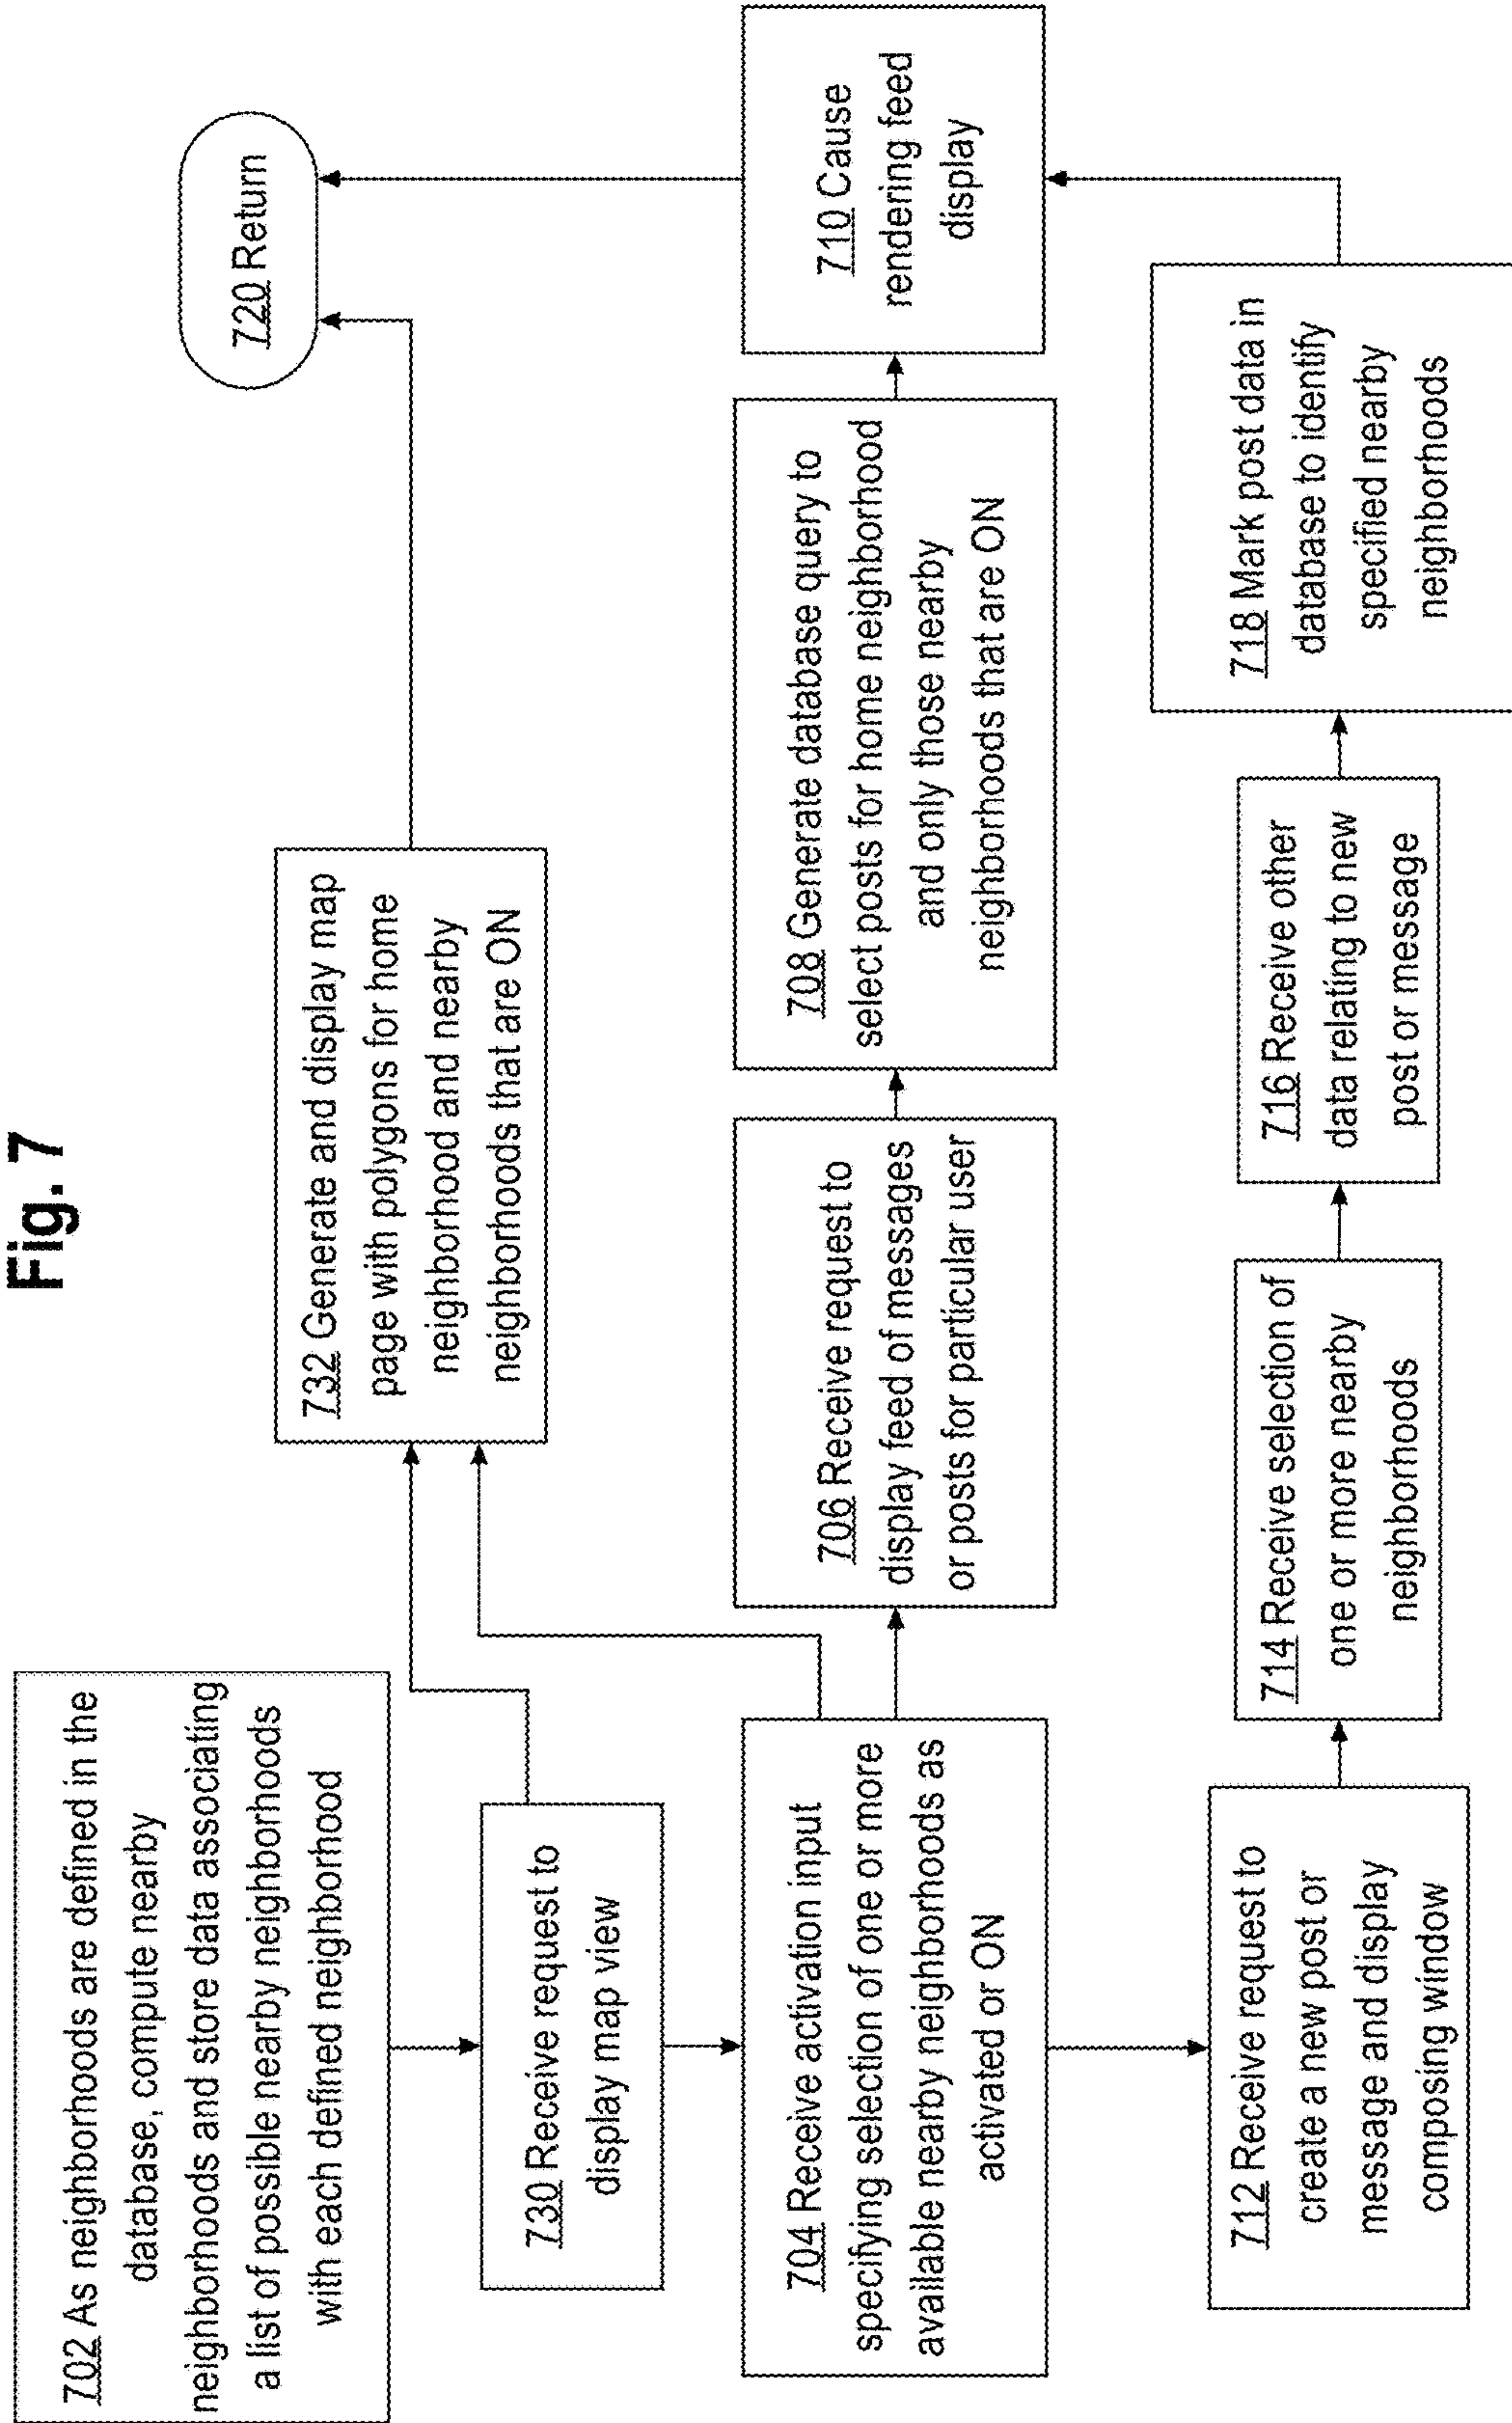 Fig. 7
702 As neighborhoods are defined in the
database, compute nearby
neighborhoods and store data associating
a list of possible nearby neighborhoods
with each defined neighborhod
730 Receive request to
display map view
732 Generate and display map
page with polygons for home
neighborhood and nearby
neighborhoods that are ON
720 Return
704 Receive activation input
specifying selection of one or more
available nearby neighborhoods as
activated or ON
706 Receive request to
display feed of messages
or posts for particular user
708 Generate database query to
select posts for home neighborhood
and only those nearby
neighborhoods that are ON
710 Cause
rendering feed
display
712 Receive request to
create a new post or
message and display
composing window
714 Receive selection of
one or more nearby
neighborhoods
716 Receive other
data relating to new
post or message
718 Mark post data in
database to identify
specified nearby
neighborhoods